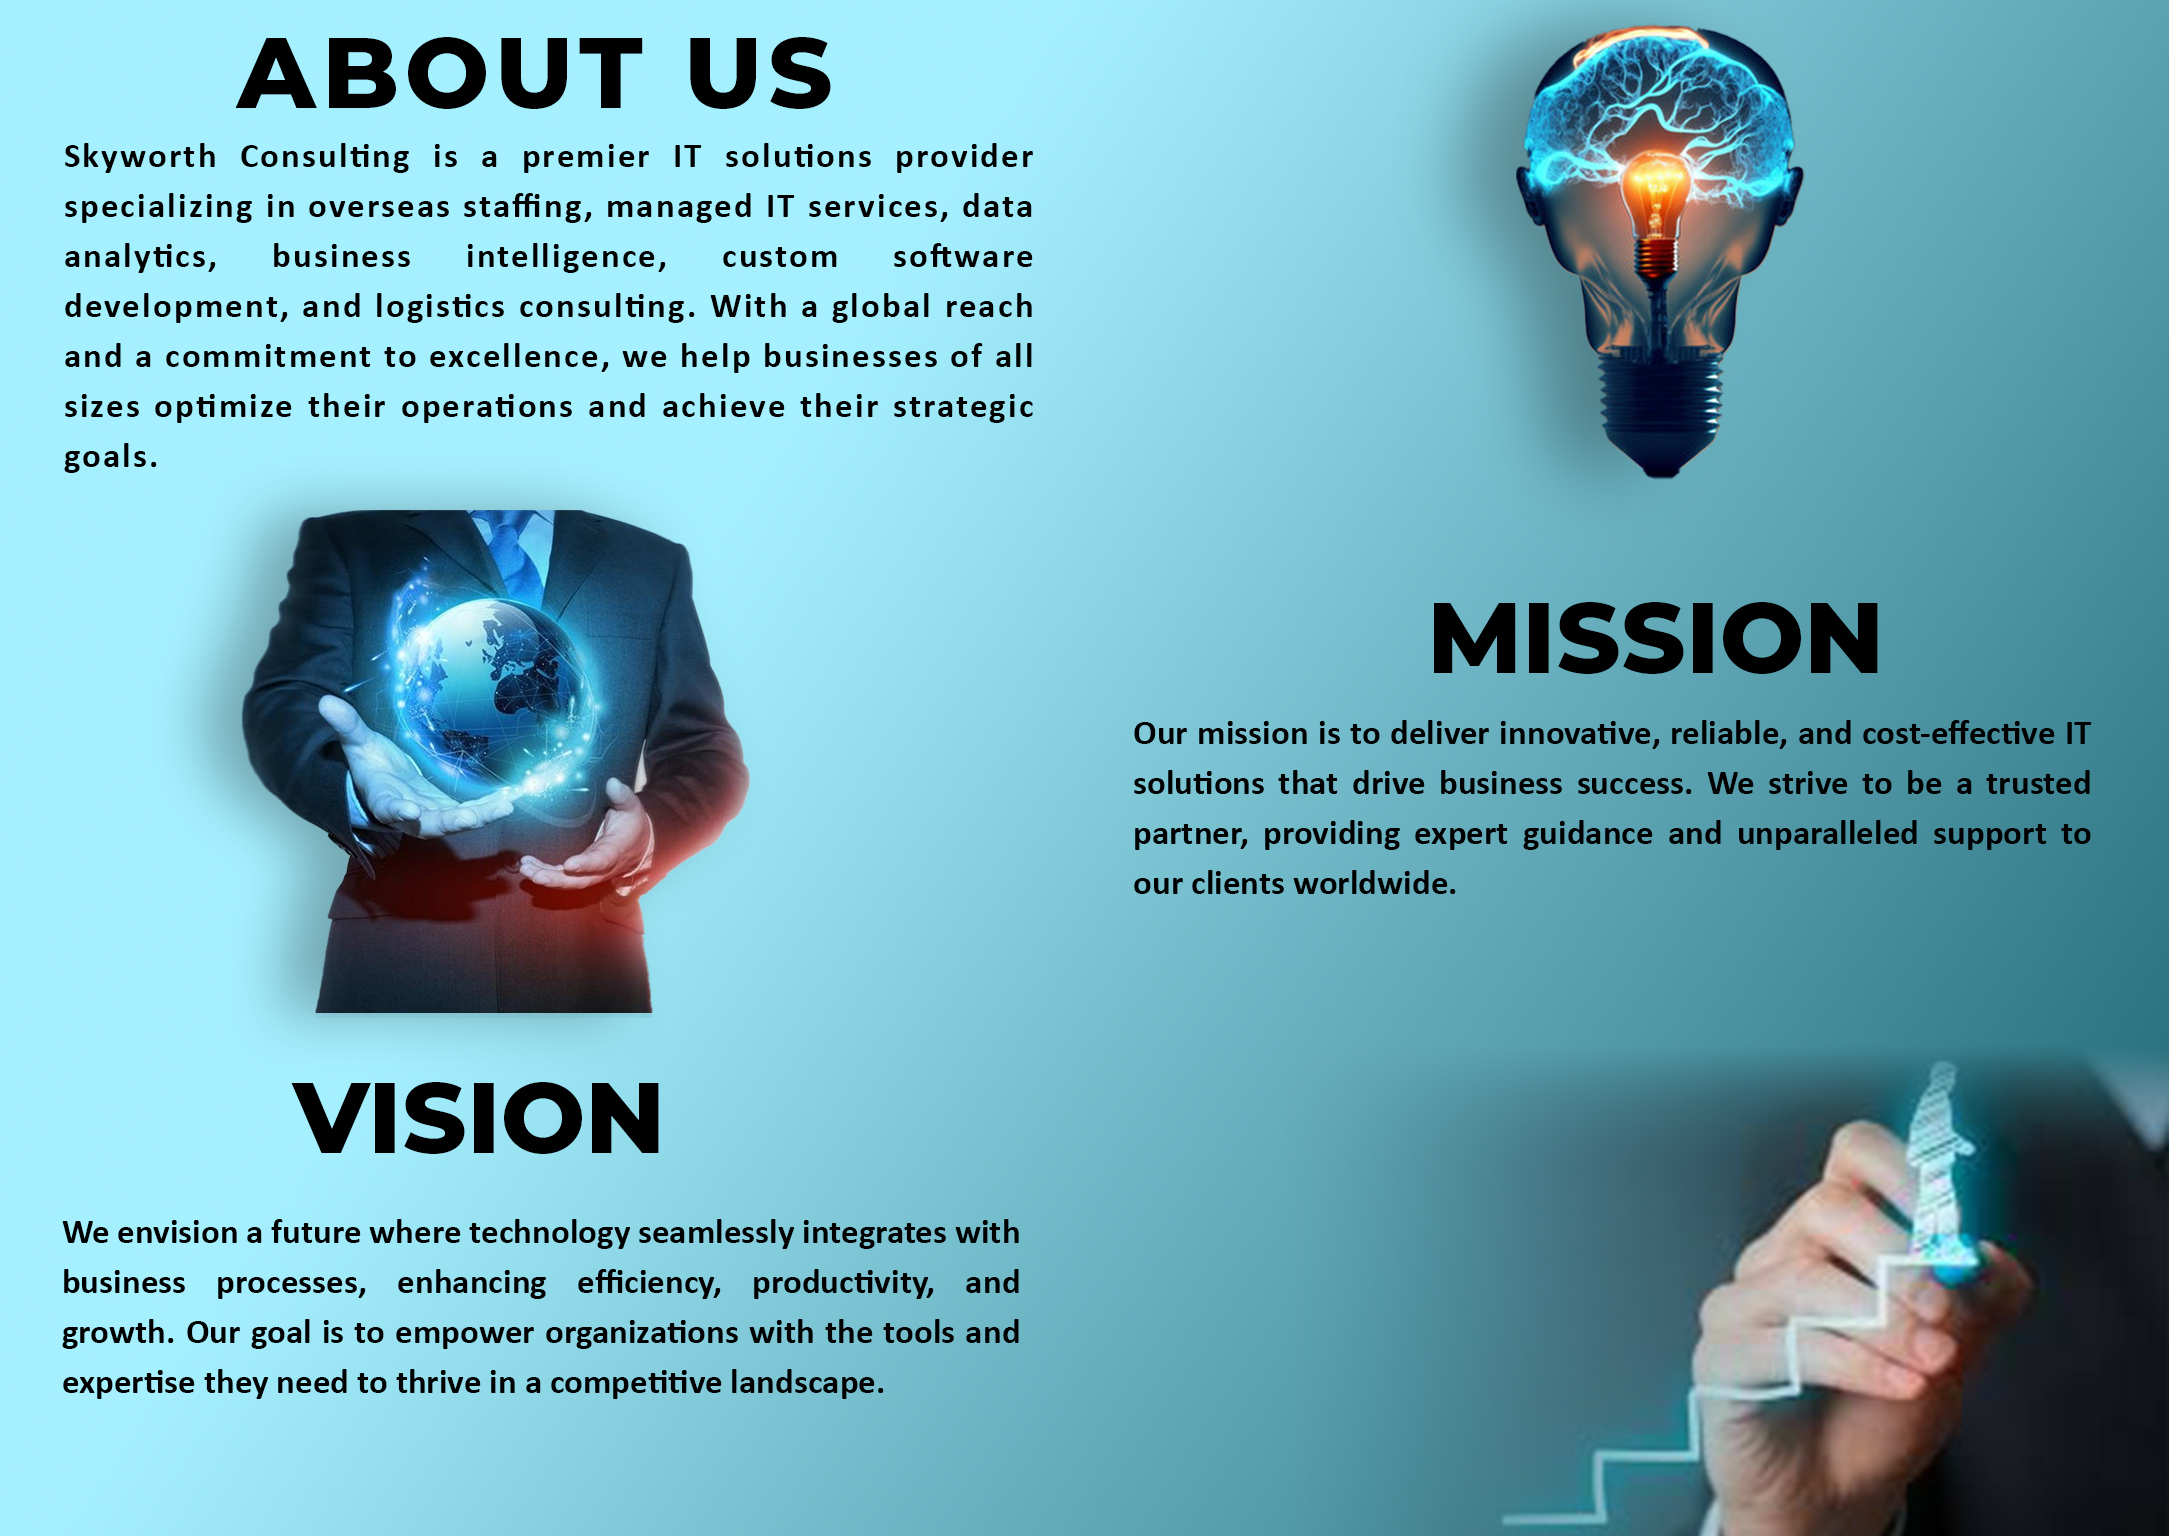 ABOUT US
Skyworth Consulting is a premier IT solutions provider
specializing in overseas staffing, managed IT services, data
analytics, business intelligence, custom software
development, and logistics consulting. With a global reach
and a commitment to excellence, we help businesses of all
sizes optimize their operations and achieve their strategic
goals.
VISION
We envision a future where technology seamlessly integrates with
business processes, enhancing efficiency, productivity, and
growth. Our goal is to empower organizations with the tools and
expertise they need to thrive in a competitive landscape.
MISSION
Our mission is to deliver innovative, reliable, and cost-effective IT
solutions that drive business success. We strive to be a trusted
partner, providing expert guidance and unparalleled support to
our clients worldwide.